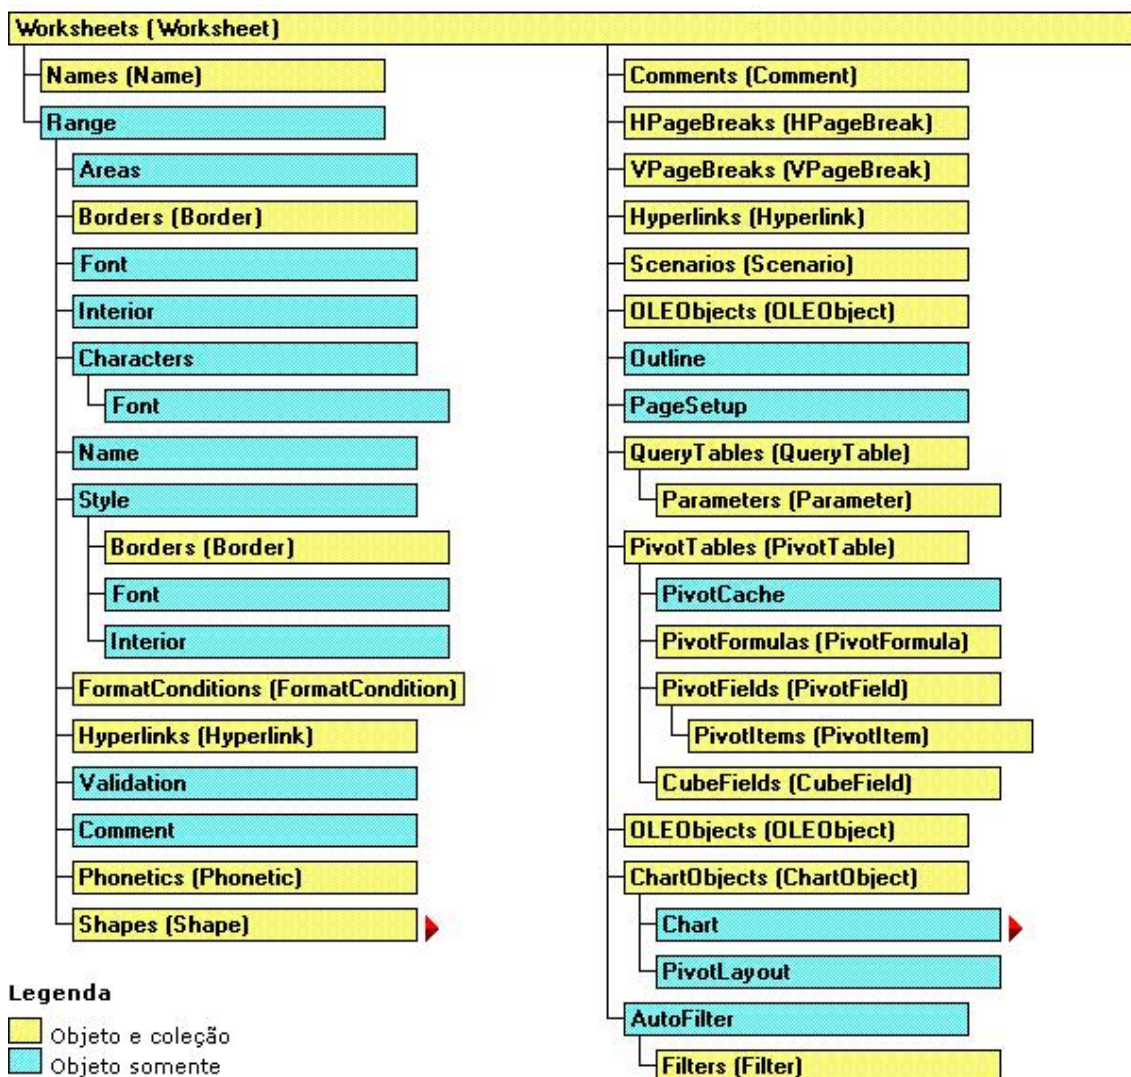 Worksheets (Worksheet)
Names (Name)
Range
Areas
Borders (Border)
Font
Interior
Characters
Font
Name
Style
Borders (Border)
Font
Interior
FormatConditions (FormatCondition)
Hyperlinks (Hyperlink)
Validation
Comment
Phonetics (Phonetic)
Shapes (Shape)
Comments (Comment)
HPageBreaks (HPageBreak)
VPageBreaks (VPageBreak)
Hyperlinks (Hyperlink)
Scenarios (Scenario)
OLEObjects (OLEObject)
Outline
PageSetup
QueryTables (QueryTable)
Parameters (Parameter)
PivotTables (PivotTable)
PivotCache
PivotFormulas (PivotFormula)
PivotFields (PivotField)
PivotItems (PivotItem)
CubeFields (CubeField)
OLEObjects (OLEObject)
ChartObjects (ChartObject)
Chart
PivotLayout
AutoFilter
Filters (Filter)
Legenda
Objeto e coleção
Objeto somente